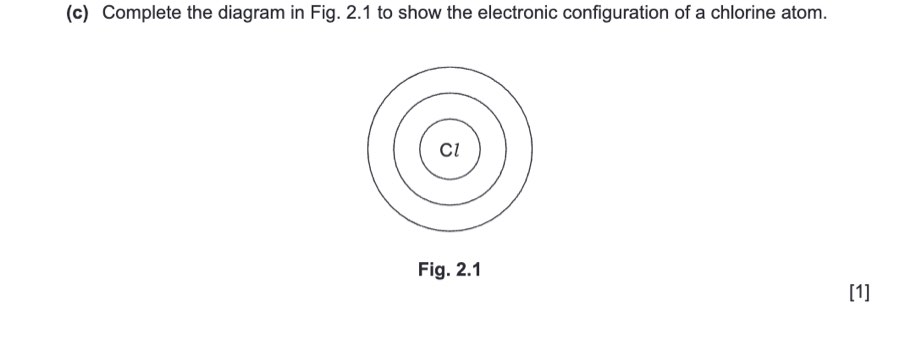 (c) Complete the diagram in Fig. 2.1 to show the electronic configuration of a chlorine atom.
Cl
Fig. 2.1
[1]